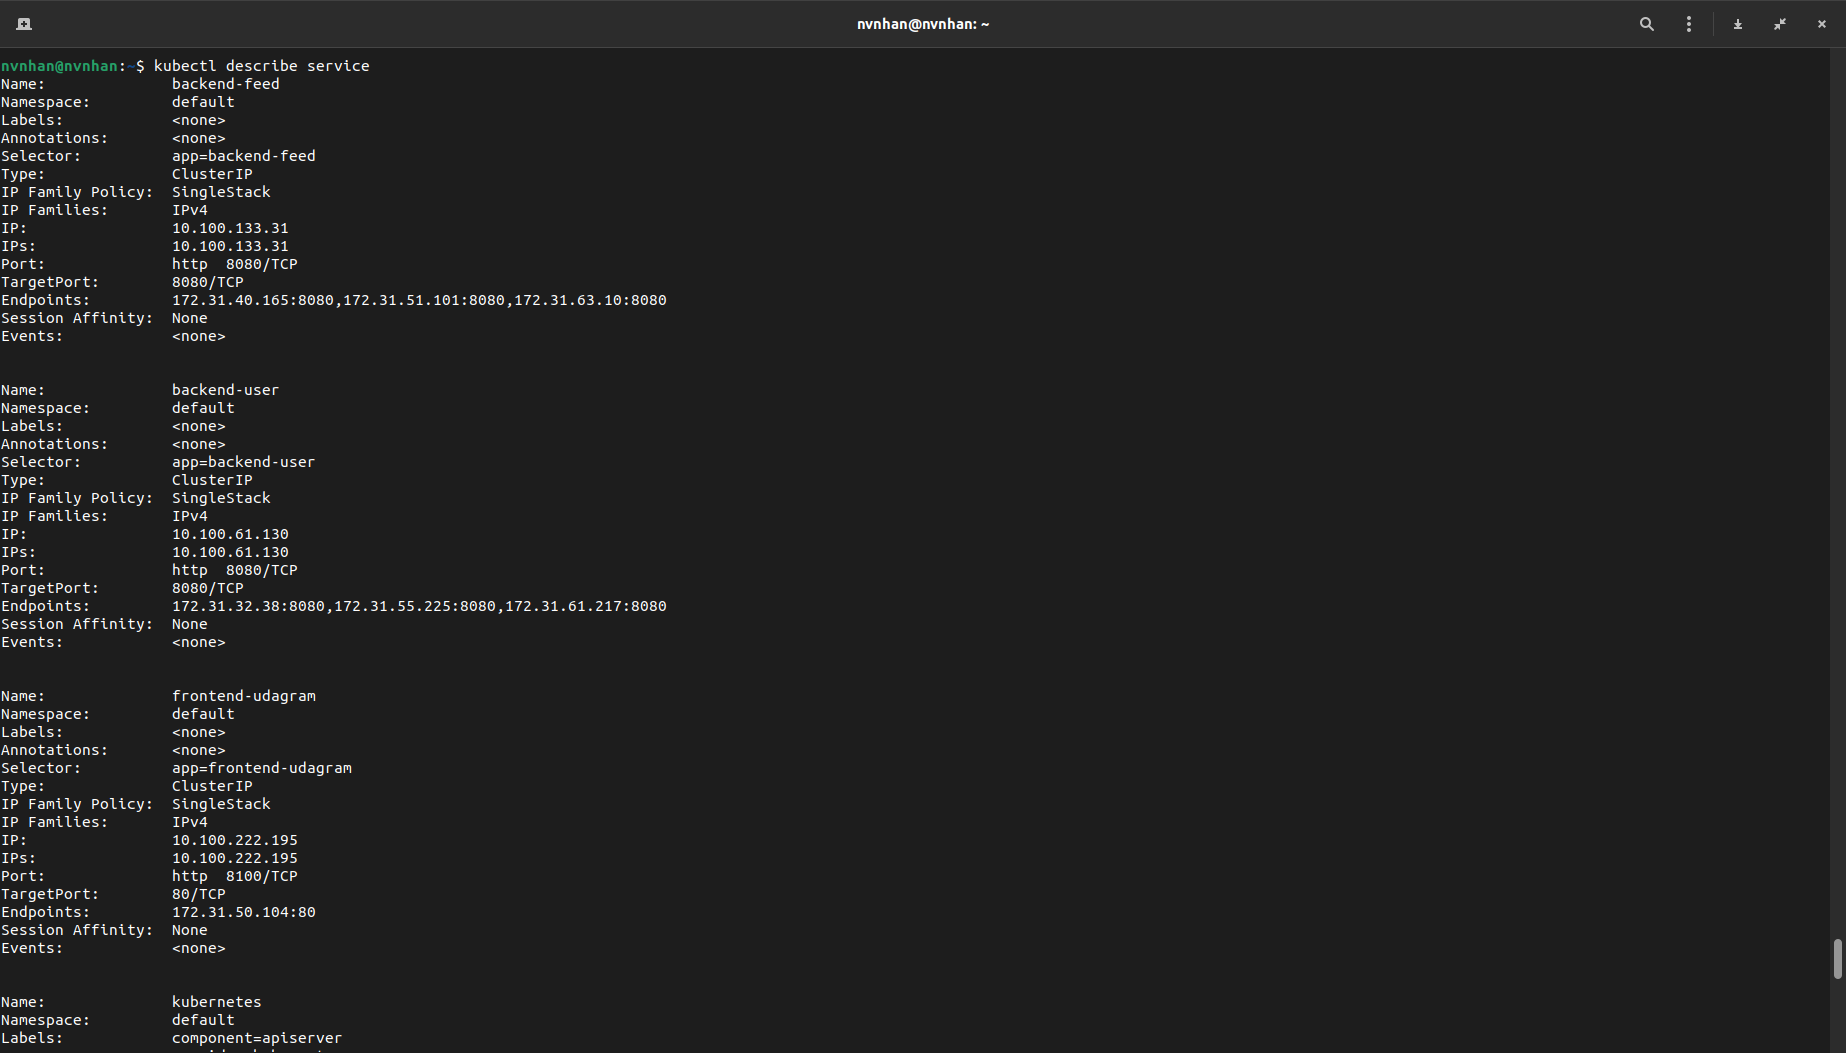 nvnhan@nvnhan: ~
nvnhan@nvnhan:~$ kubectl describe service
Name:              backend-feed
Namespace:         default
Labels:            <none>
Annotations:       <none>
Selector:          app=backend-feed
Type:              ClusterIP
IP Family Policy:  SingleStack
IP Families:       IPv4
IP:                10.100.133.31
IPs:               10.100.133.31
Port:              http  8080/TCP
TargetPort:        8080/TCP
Endpoints:         172.31.40.165:8080,172.31.51.101:8080,172.31.63.10:8080
Session Affinity:  None
Events:            <none>
Name:              backend-user
Namespace:         default
Labels:            <none>
Annotations:       <none>
Selector:          app=backend-user
Type:              ClusterIP
IP Family Policy:  SingleStack
IP Families:       IPv4
IP:                10.100.61.130
IPs:               10.100.61.130
Port:              http  8080/TCP
TargetPort:        8080/TCP
Endpoints:         172.31.32.38:8080,172.31.55.225:8080,172.31.61.217:8080
Session Affinity:  None
Events:            <none>
Name:              frontend-udagram
Namespace:         default
Labels:            <none>
Annotations:       <none>
Selector:          app=frontend-udagram
Type:              ClusterIP
IP Family Policy:  SingleStack
IP Families:       IPv4
IP:                10.100.222.195
IPs:               10.100.222.195
Port:              http  8100/TCP
TargetPort:        80/TCP
Endpoints:         172.31.50.104:80
Session Affinity:  None
Events:            <none>
Name:              kubernetes
Namespace:         default
Labels:            component=apiserver